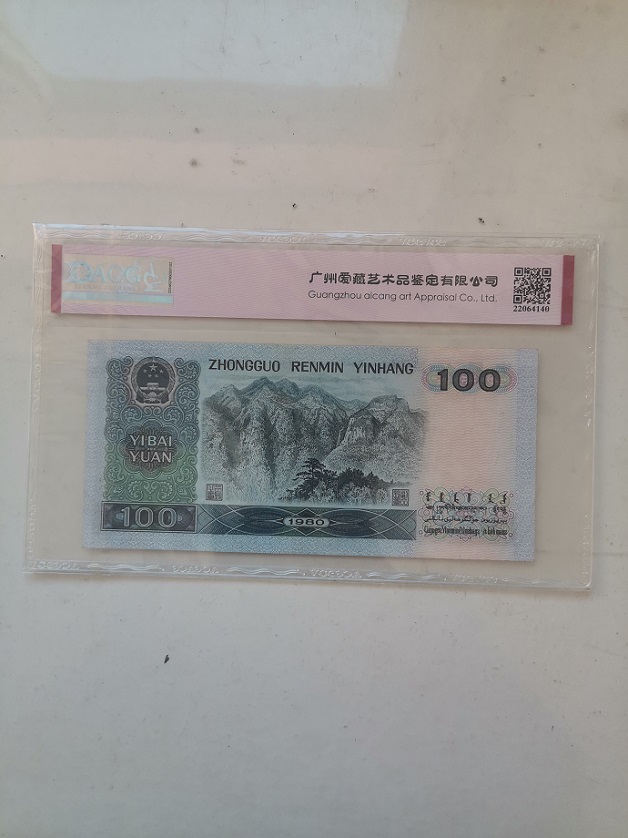 广州爱藏艺术品鉴定有限公司
Guangzhou aicang art Appraisal Co., Ltd.
22064140
ZHONGGUO RENMIN YINHANG
100
YIBAI
YUAN
100
1980